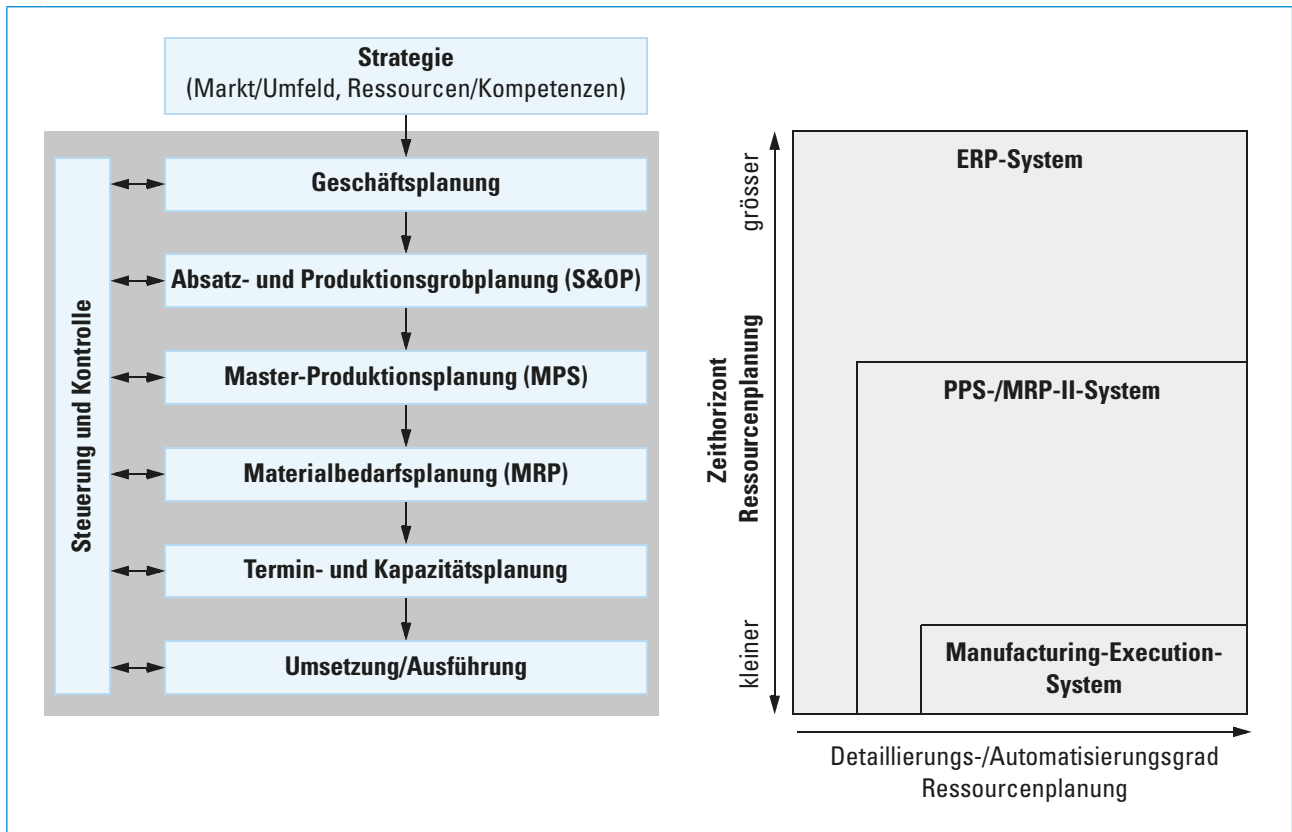 Strategie
(Markt/Umfeld, Ressourcen/Kompetenzen)
Steuerung und Kontrolle
Geschäftsplanung
Absatz- und Produktionsgrobplanung (S&OP)
Master-Produktionsplanung (MPS)
Materialbedarfsplanung (MRP)
Termin- und Kapazitätsplanung
Umsetzung/Ausführung
Zeithorizont
Ressourcenplanung
grösser
kleiner
ERP-System
PPS-/MRP-II-System
Manufacturing-Execution-
System
Detaillierungs-/Automatisierungsgrad
Ressourcenplanung